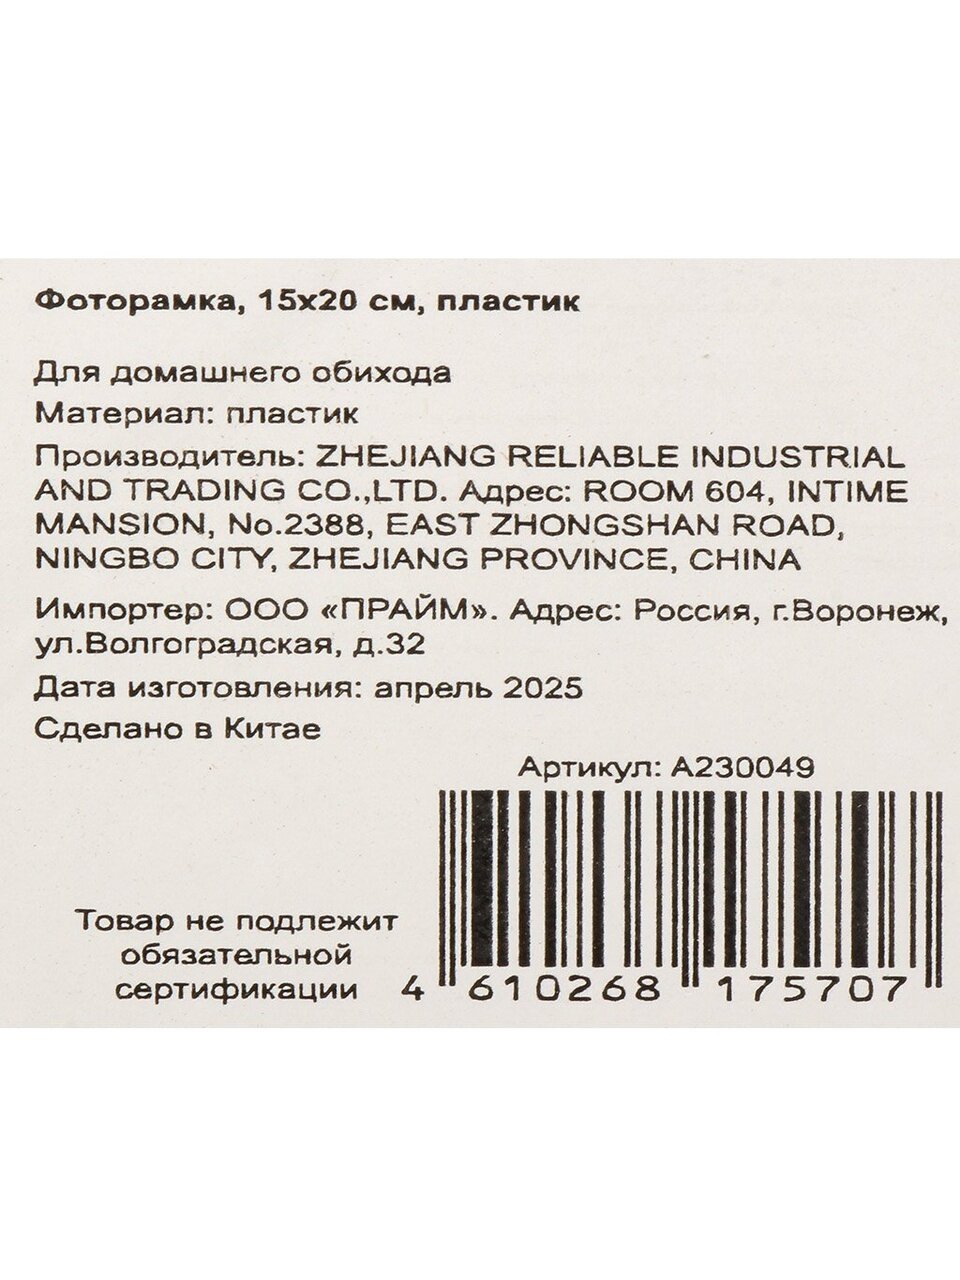 Фоторамка, 15х20 см, пластик
Для домашнего обихода
Материал: пластик
Производитель: ZHEJIANG RELIABLE INDUSTRIAL
AND TRADING CO.,LTD. Адрес: ROOM 604, INTIME
MANSION, No.2388, EAST ZHONGSHAN ROAD,
NINGBO CITY, ZHEJIANG PROVINCE, CHINA
Импортер: ООО «ПРАЙМ». Адрес: Россия, г.Воронеж,
ул.Волгоградская, д.32
Дата изготовления: апрель 2025
Сделано в Китае
Артикул: А230049
Товар не подлежит
обязательной
сертификации
4 610268 175707